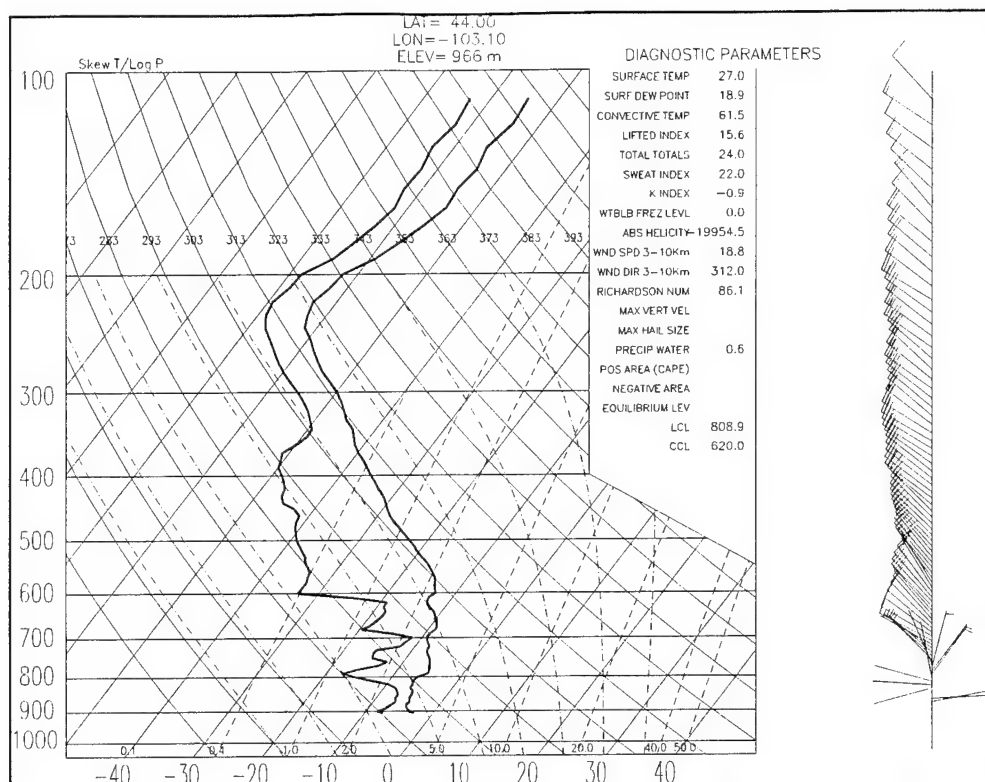 LAT= 44.00
LON=-103.10
ELEV= 966 m
Skew T/Log P
DIAGNOSTIC PARAMETERS
SURFACE TEMP 27.0
SURF DEW POINT 18.9
CONVECTIVE TEMP 61.5
LIFTED INDEX 15.6
TOTAL TOTALS 24.0
SWEAT INDEX 22.0
K INDEX -0.9
WTBLB FREZ LEVL 0.0
ABS HELICITY-19954.5
WND SPD 3-10Km 18.8
WND DIR 3-10Km 312.0
RICHARDSON NUM 86.1
MAX VERT VEL
MAX HAIL SIZE
PRECIP WATER 0.6
POS AREA (CAPE)
NEGATIVE AREA
EQUILIBRIUM LEV
LCL 808.9
CCL 620.0
100
283 293 303 313 323 333 343 353 363 373 383 393
200
300
400
500
600
700
800
900
1000
0.1 0.4 1.0 2.0 5.0 10.0 20.0 30.0 40.0 50.0
-40 -30 -20 -10 0 10 20 30 40